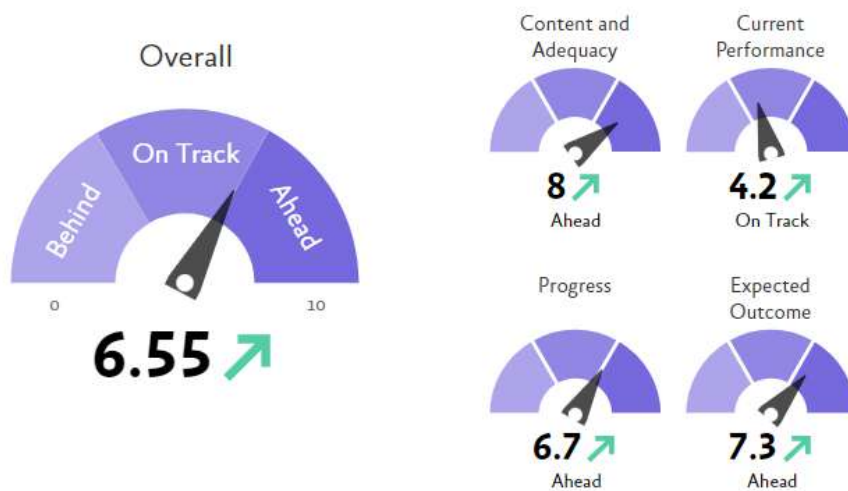 Overall
Behind
On Track
Ahead
0
10
6.55
Content and
Adequacy
8
Ahead
Current
Performance
4.2
On Track
Progress
6.7
Ahead
Expected
Outcome
7.3
Ahead